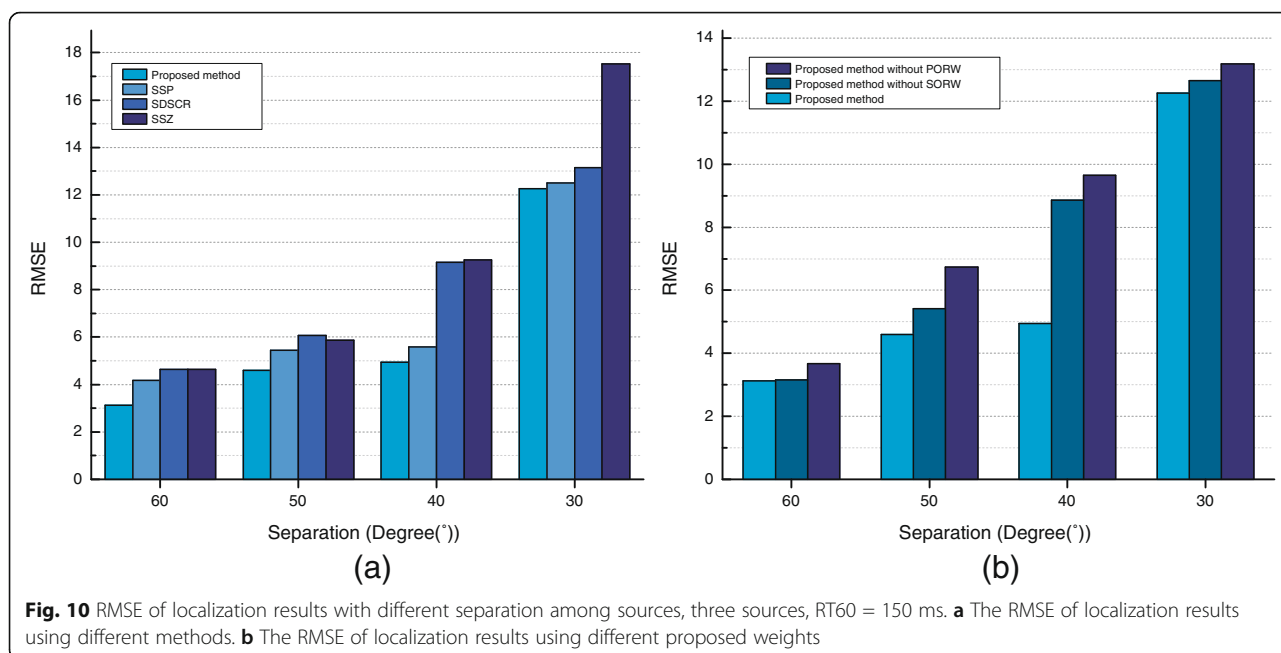 18
16
14
12
10
8
6
4
2
0
RMSE
Proposed method
SSP
SDSCR
SSZ
60
50
40
30
Separation (Degree(°))
(a)
14
12
10
8
6
4
2
0
RMSE
Proposed method without PORW
Proposed method without SORW
Proposed method
60
50
40
30
Separation (Degree(°))
(b)
Fig. 10 RMSE of localization results with different separation among sources, three sources, RT60 = 150 ms. a The RMSE of localization results
using different methods. b The RMSE of localization results using different proposed weights